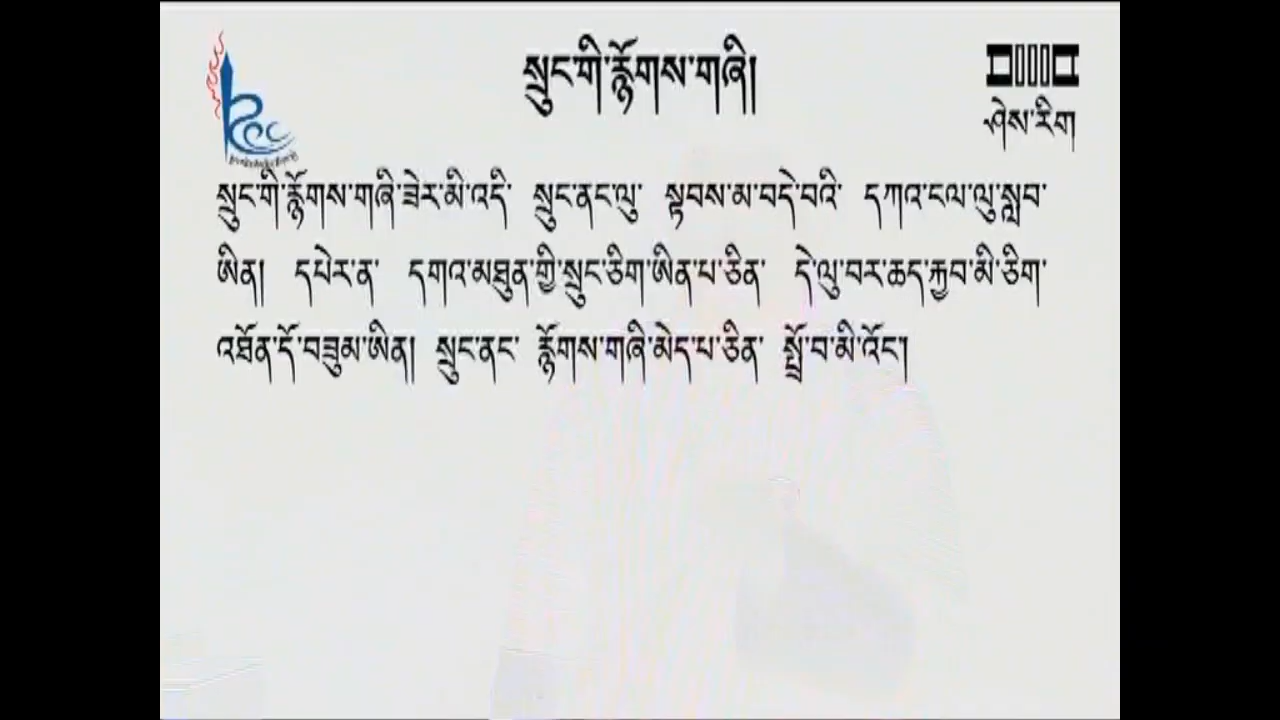 སྲུང་གི་རྙོགས་གཞི།
ཤེས་རིག
སྲུང་གི་རྙོགས་གཞི་ཟེར་མི་འདི་ སྲུང་ནང་ལུ་ སྟབས་མ་བདེ་བའི་ དཀའ་ངལ་ལུ་སླབ་
ཨིན། དཔེར་ན་ དགའ་མཐུན་གྱི་སྲུང་ཅིག་ཨིན་པ་ཅིན་ དེ་ལུ་བར་ཆད་རྐྱབ་མི་ཅིག་
འཐོན་དོ་བཟུམ་ཨིན། སྲུང་ནང་ རྙོགས་གཞི་མེད་པ་ཅིན་ སྤྲོ་བ་མི་འོང་།